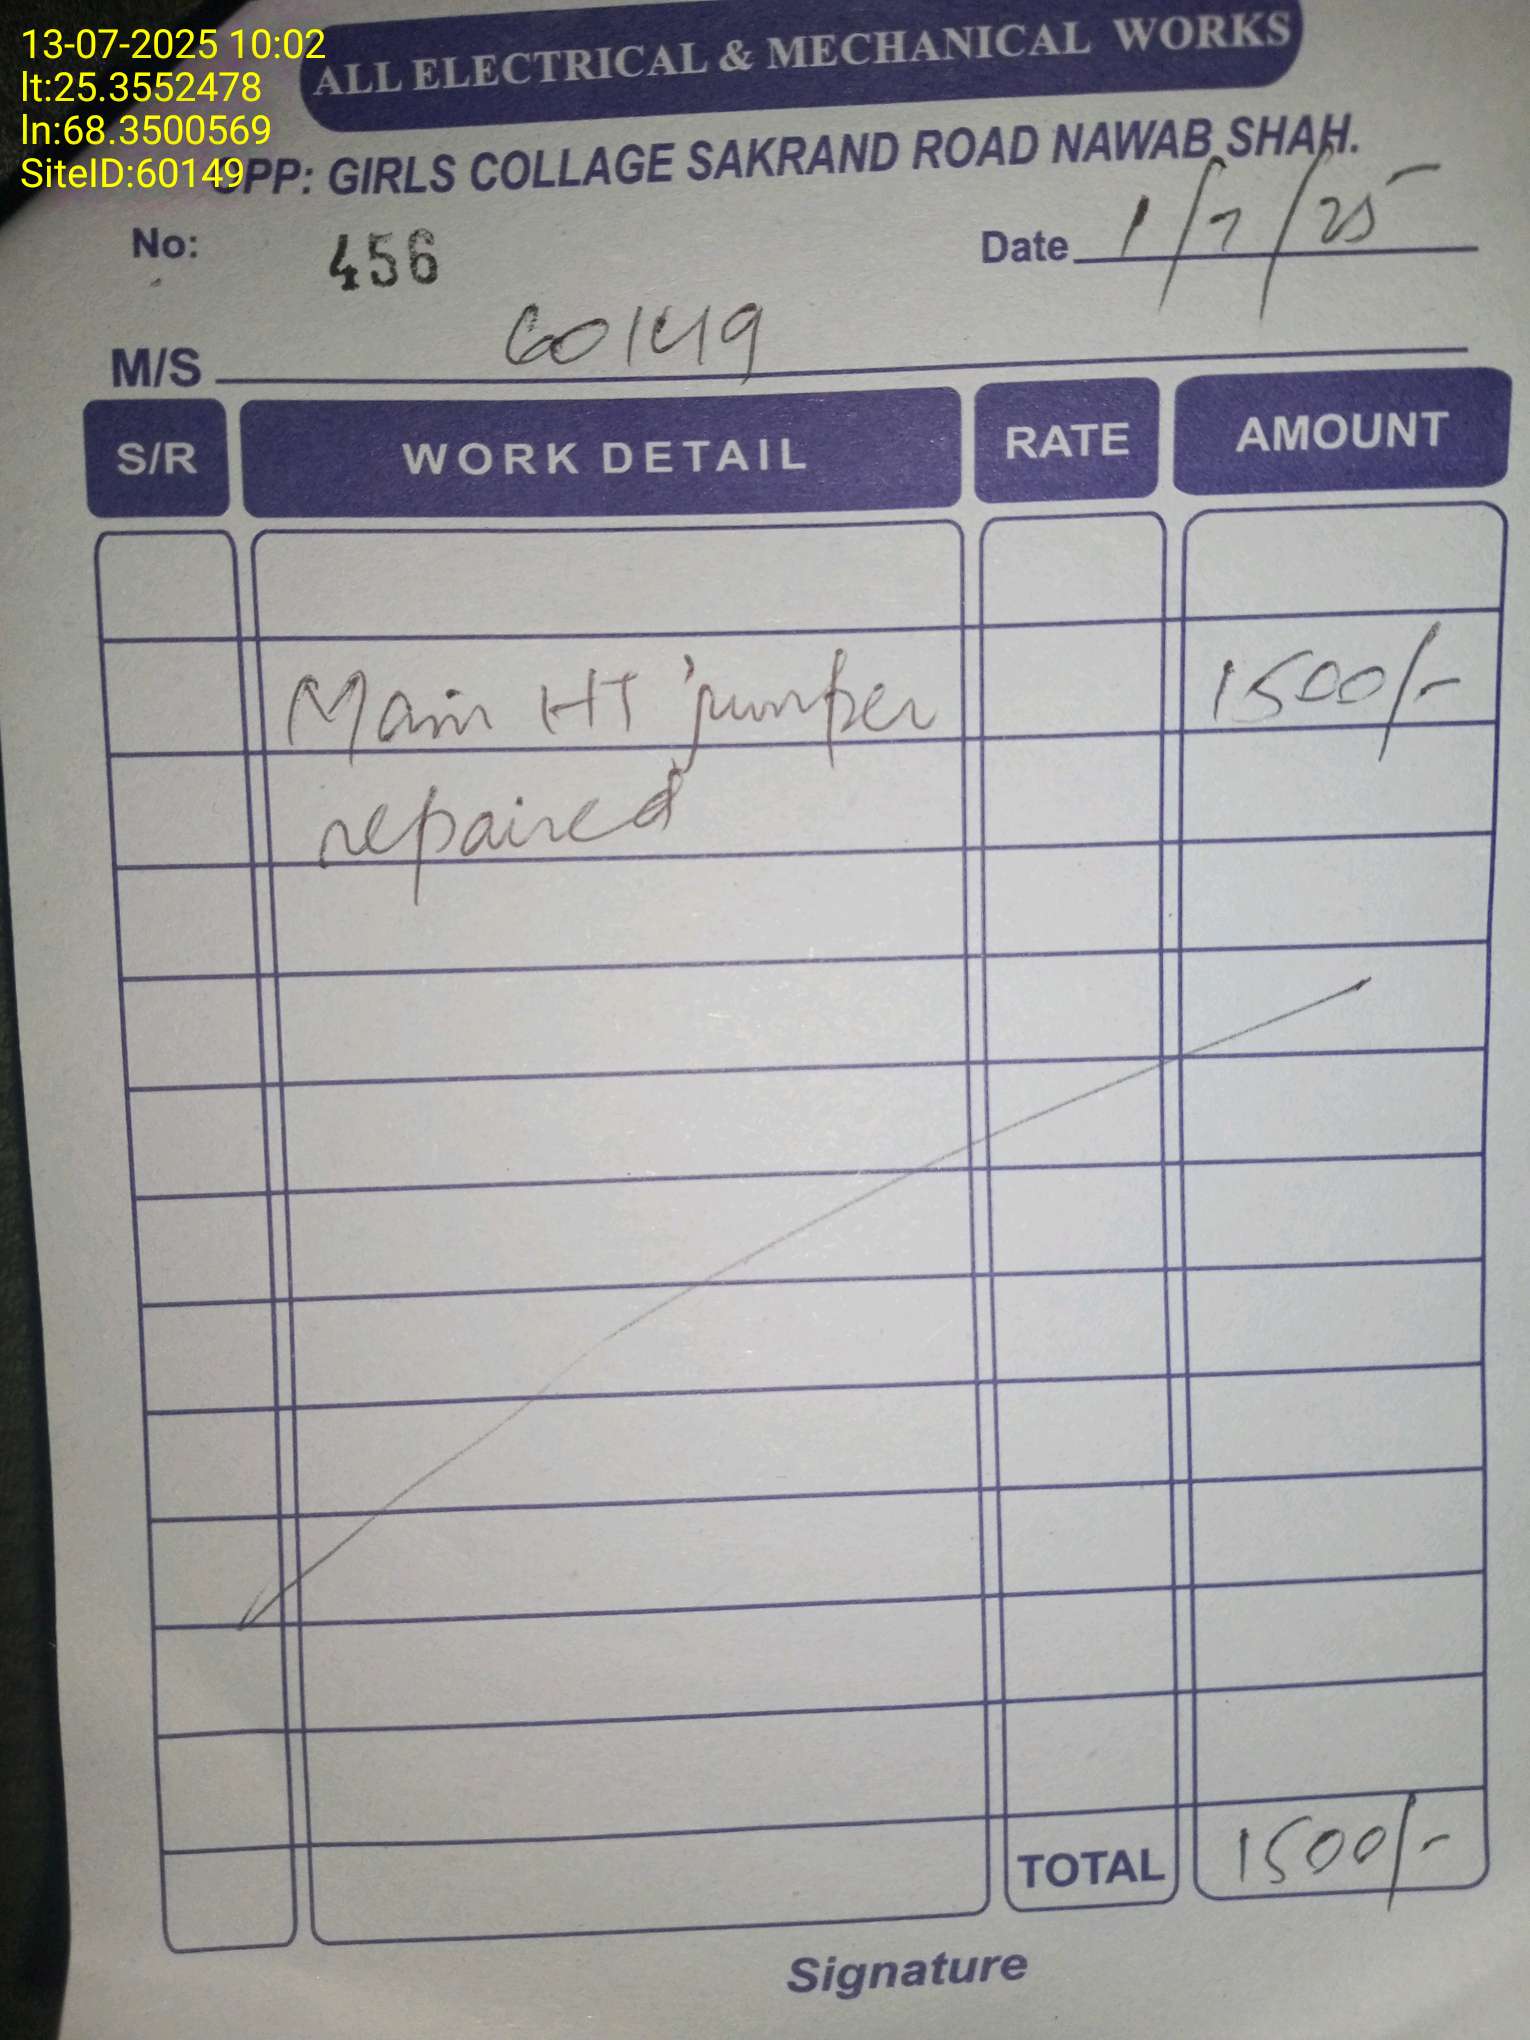 13-07-2025 10:02
lt:25.3552478
ln:68.3500569
SiteID:60149
ALL ELECTRICAL & MECHANICAL WORKS
OPP: GIRLS COLLAGE SAKRAND ROAD NAWAB SHAH.
No: 456 Date 1/7/25
M/S 60149
S/R WORK DETAIL RATE AMOUNT
Main HT jumper 1500/-
repaired
TOTAL 1500/-
Signature